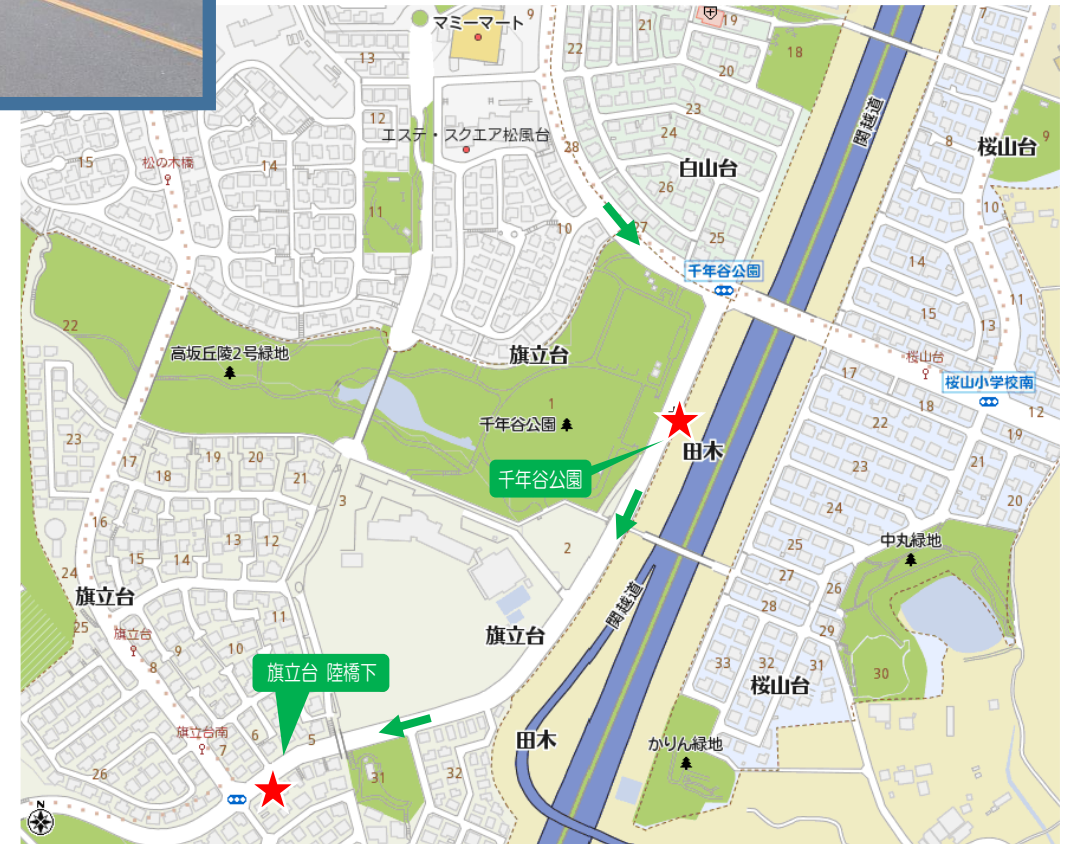 マミーマート
9
21
19
22
18
20
13
7
関越道
12
23
8
9
桜山台
エステ・スクエア松風台
24
28
15
松の木橋
14
白山台
26
11
10
10
27
25
14
千年谷公園
11
22
15
13
高坂丘陵2号緑地
旗立台
桜山台
17
桜山小学校南
1
18
12
千年谷公園
22
23
田木
19
19
20
17
18
千年谷公園
23
21
21
3
20
16
24
13
12
2
中丸緑地
15
14
25
24
関越道
27
26
旗立台
11
28
25
旗立台
旗立台
29
8
9
10
33
32
31
旗立台 陸橋下
30
桜山台
旗立台南
6
5
田木
かりん緑地
7
26
31
32
N